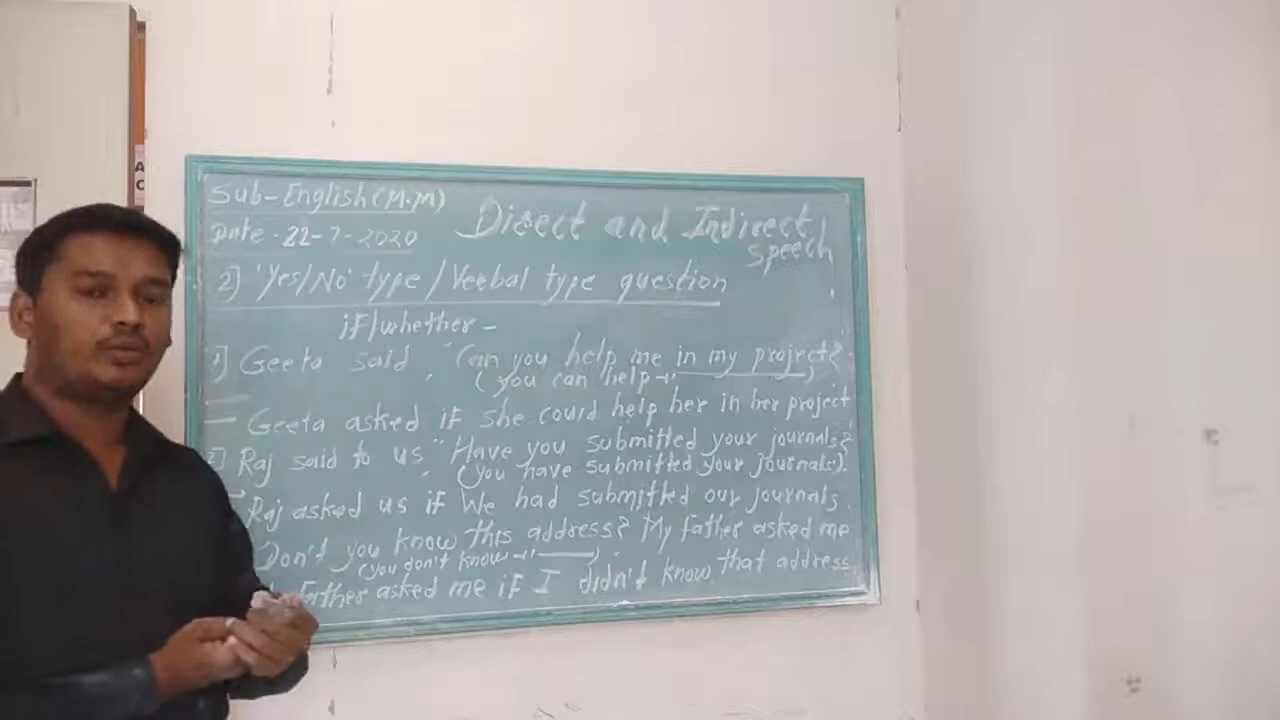 Sub-English(M.M)
Date. 22-7-2020
Direct and Indirect
Speech
2) 'Yes/No' type / Verbal type question
if/whether -
1) Geeta said "Can you help me in my project?
(you can help -"
— Geeta asked if she could help her in her project
2] Raj said to us "Have you submitted your journals?
(You have submitted your journals).
Raj asked us if We had submitted our journals.
Don't you know this address? My father asked me
(you don't know -"——).
Father asked me if I didn't know that address
A
C